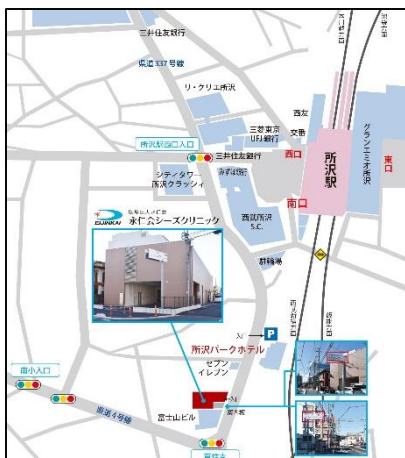 三井住友銀行
県道337号線
リ・クリエ所沢
西友
三菱東京
UFJ銀行
交番
所沢駅西口入口
三井住友銀行
西口
所沢駅
グランエミオ所沢
東口
みずほ銀行
シティタワー
所沢クラッシィ
南口
西武所沢
S.C.
EIJINKAI
永仁会シーズクリニック
駐輪場
入口
P
所沢パークホテル
セブン
イレブン
南小入口
入口
富士山ビル
県道4号線